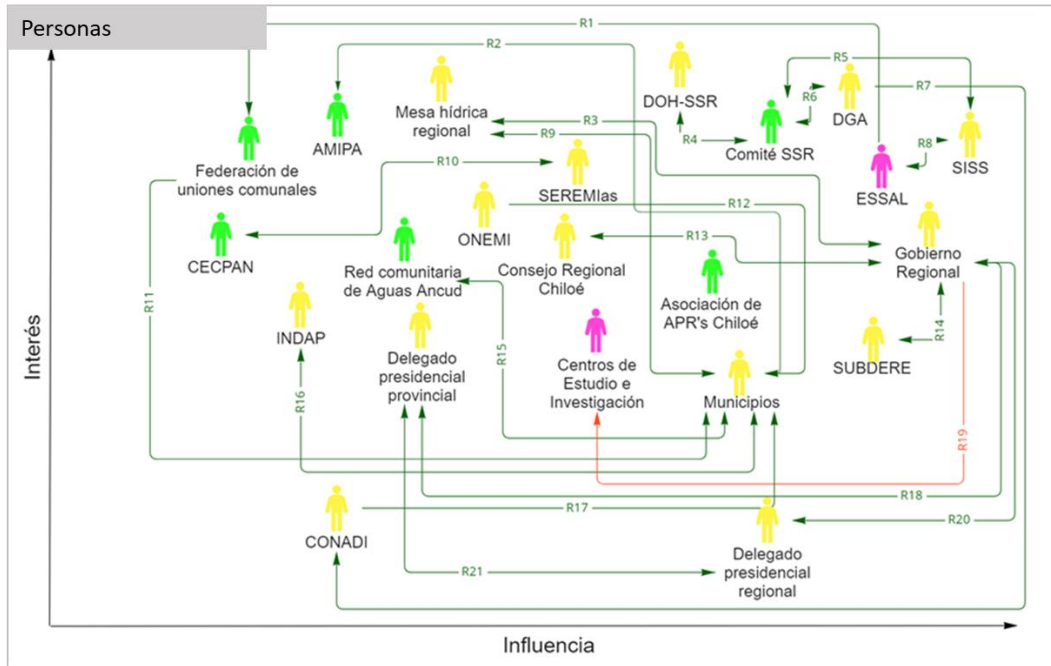 Personas
R1
R2
R5
R6
R7
Mesa hídrica
regional
DOH-SSR
DGA
AMIPA
R3
R9
R4
Comité SSR
R8
SISS
Federación de
uniones comunales
R10
SEREMIas
ESSAL
R12
ONEMI
CECPAN
Red comunitaria
de Aguas Ancud
Consejo Regional
Chiloé
R13
Gobierno
Regional
R11
INDAP
Asociación de
APR's Chiloé
R14
R15
Delegado
presidencial
provincial
Centros de
Estudio e
Investigación
Municipios
SUBDERE
Interés
R16
R19
R18
R17
R20
CONADI
Delegado
presidencial
regional
R21
Influencia